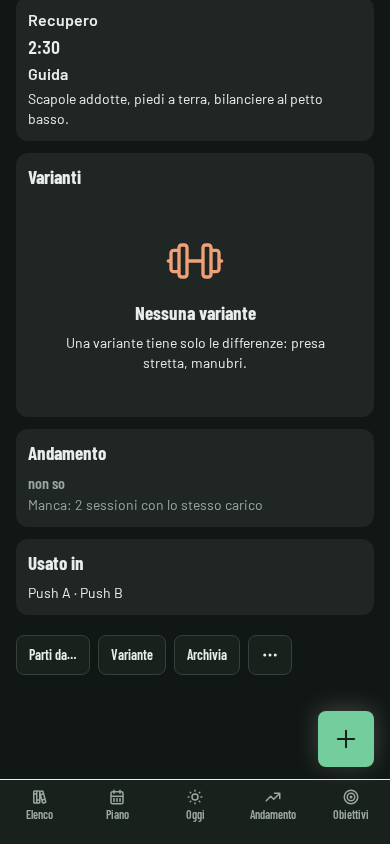 Recupero
2:30
Guida
Scapole addotte, piedi a terra, bilanciere al petto
basso.
Varianti
Nessuna variante
Una variante tiene solo le differenze: presa
stretta, manubri.
Andamento
non so
Manca: 2 sessioni con lo stesso carico
Usato in
Push A · Push B
Parti da...
Variante
Archivia
Elenco
Piano
Oggi
Andamento
Obiettivi